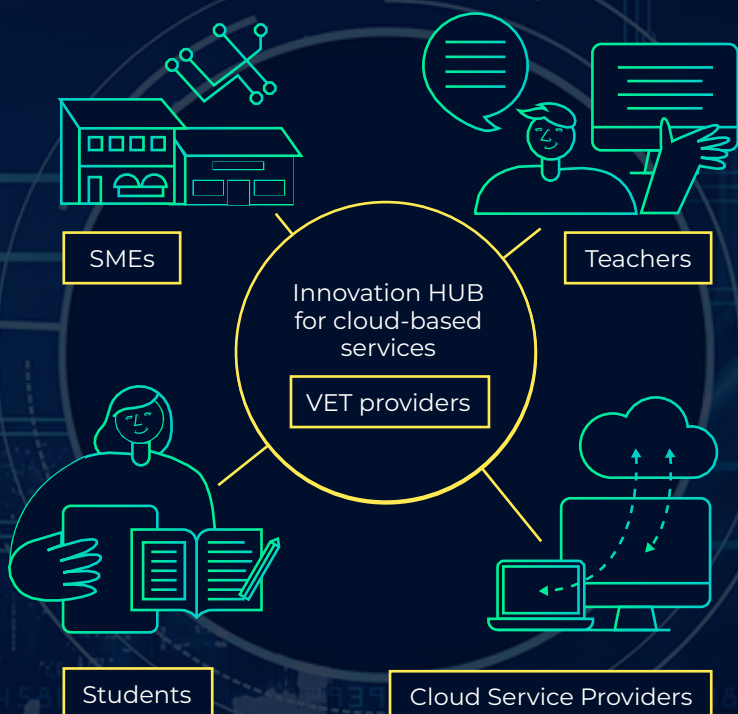 SMEs
Teachers
Innovation HUB
for cloud-based
services
VET providers
Students
Cloud Service Providers